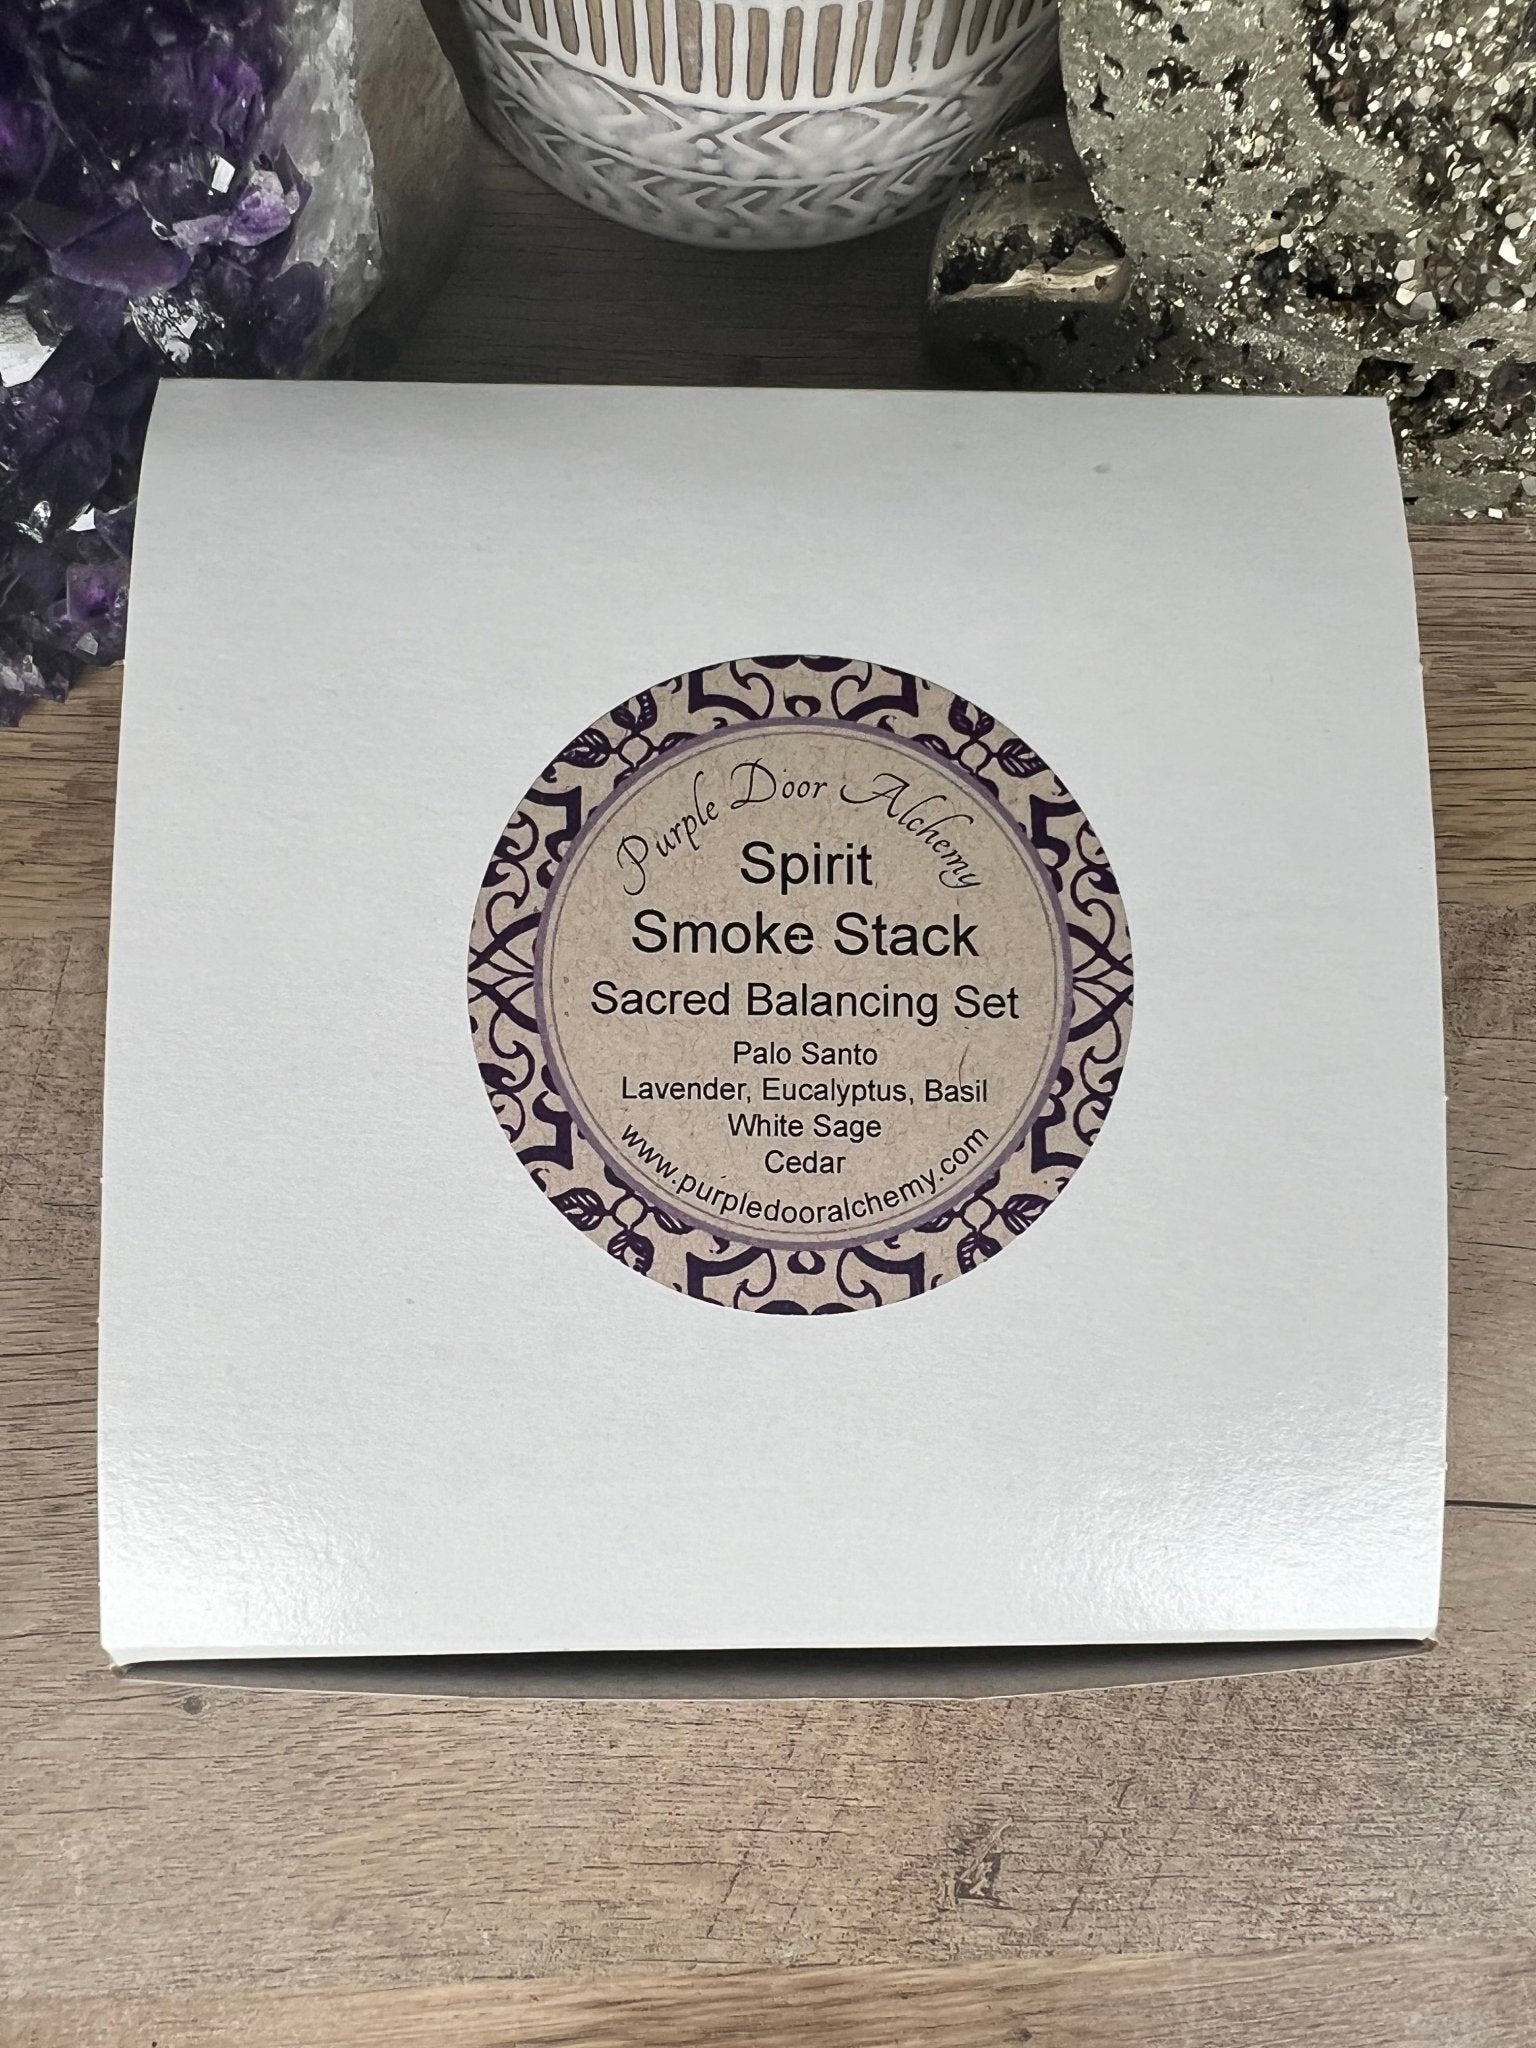 Purple Door Alchemy
Spirit
Smoke Stack
Sacred Balancing Set
Palo Santo
Lavender, Eucalyptus, Basil
White Sage
Cedar
www.purpledooralchemy.com